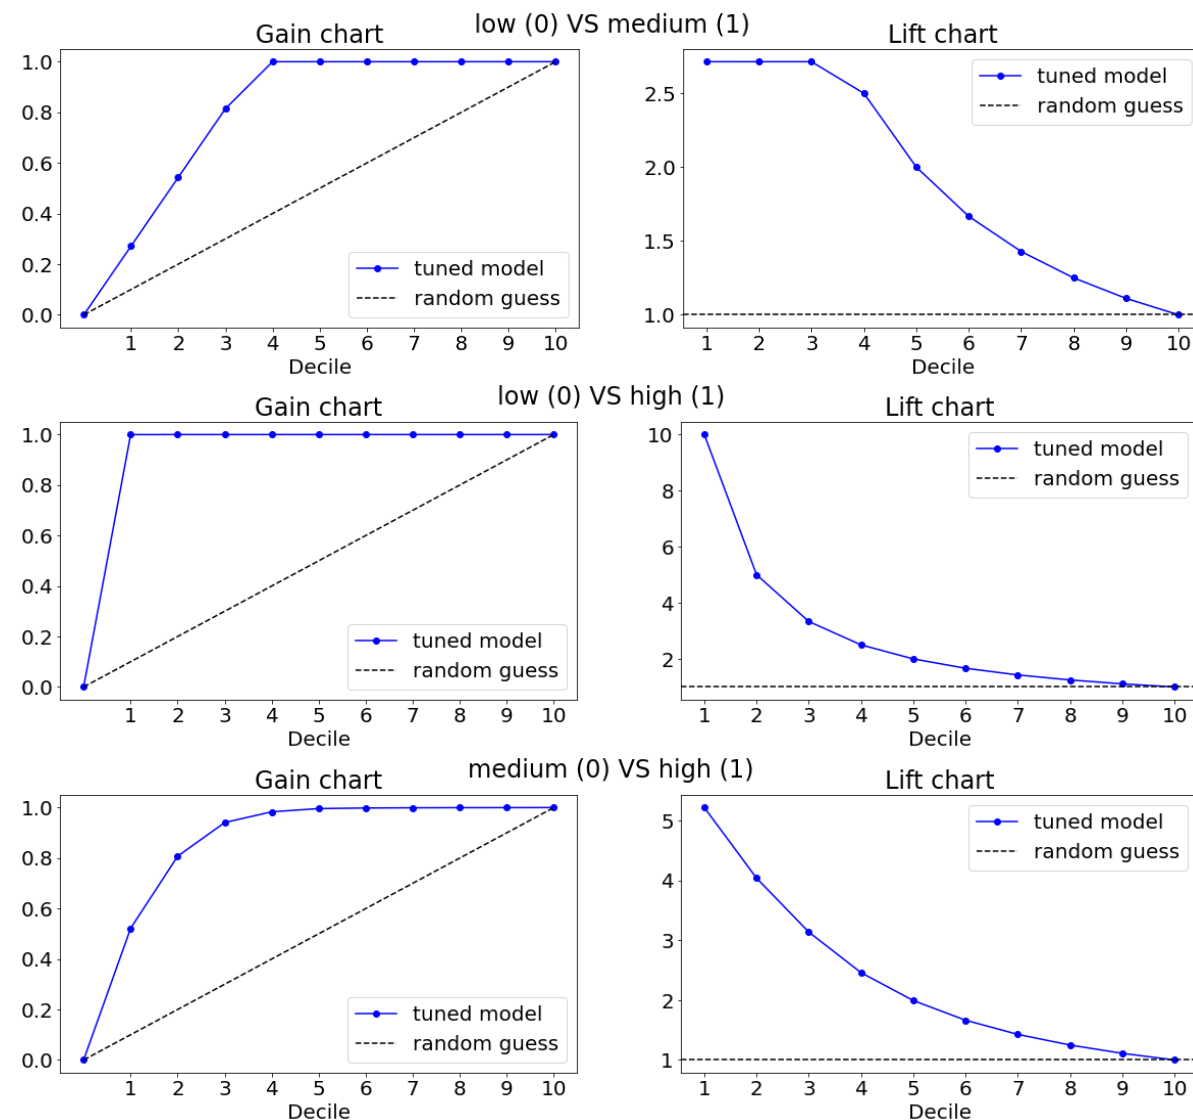 low (0) VS medium (1)
Gain chart
1.0
0.8
0.6
0.4
0.2
0.0
tuned model
random guess
1 2 3 4 5 6 7 8 9 10
Decile
Lift chart
2.5
2.0
1.5
1.0
tuned model
random guess
1 2 3 4 5 6 7 8 9 10
Decile
low (0) VS high (1)
Gain chart
1.0
0.8
0.6
0.4
0.2
0.0
tuned model
random guess
1 2 3 4 5 6 7 8 9 10
Decile
Lift chart
10
8
6
4
2
tuned model
random guess
1 2 3 4 5 6 7 8 9 10
Decile
medium (0) VS high (1)
Gain chart
1.0
0.8
0.6
0.4
0.2
0.0
tuned model
random guess
1 2 3 4 5 6 7 8 9 10
Decile
Lift chart
5
4
3
2
1
tuned model
random guess
1 2 3 4 5 6 7 8 9 10
Decile